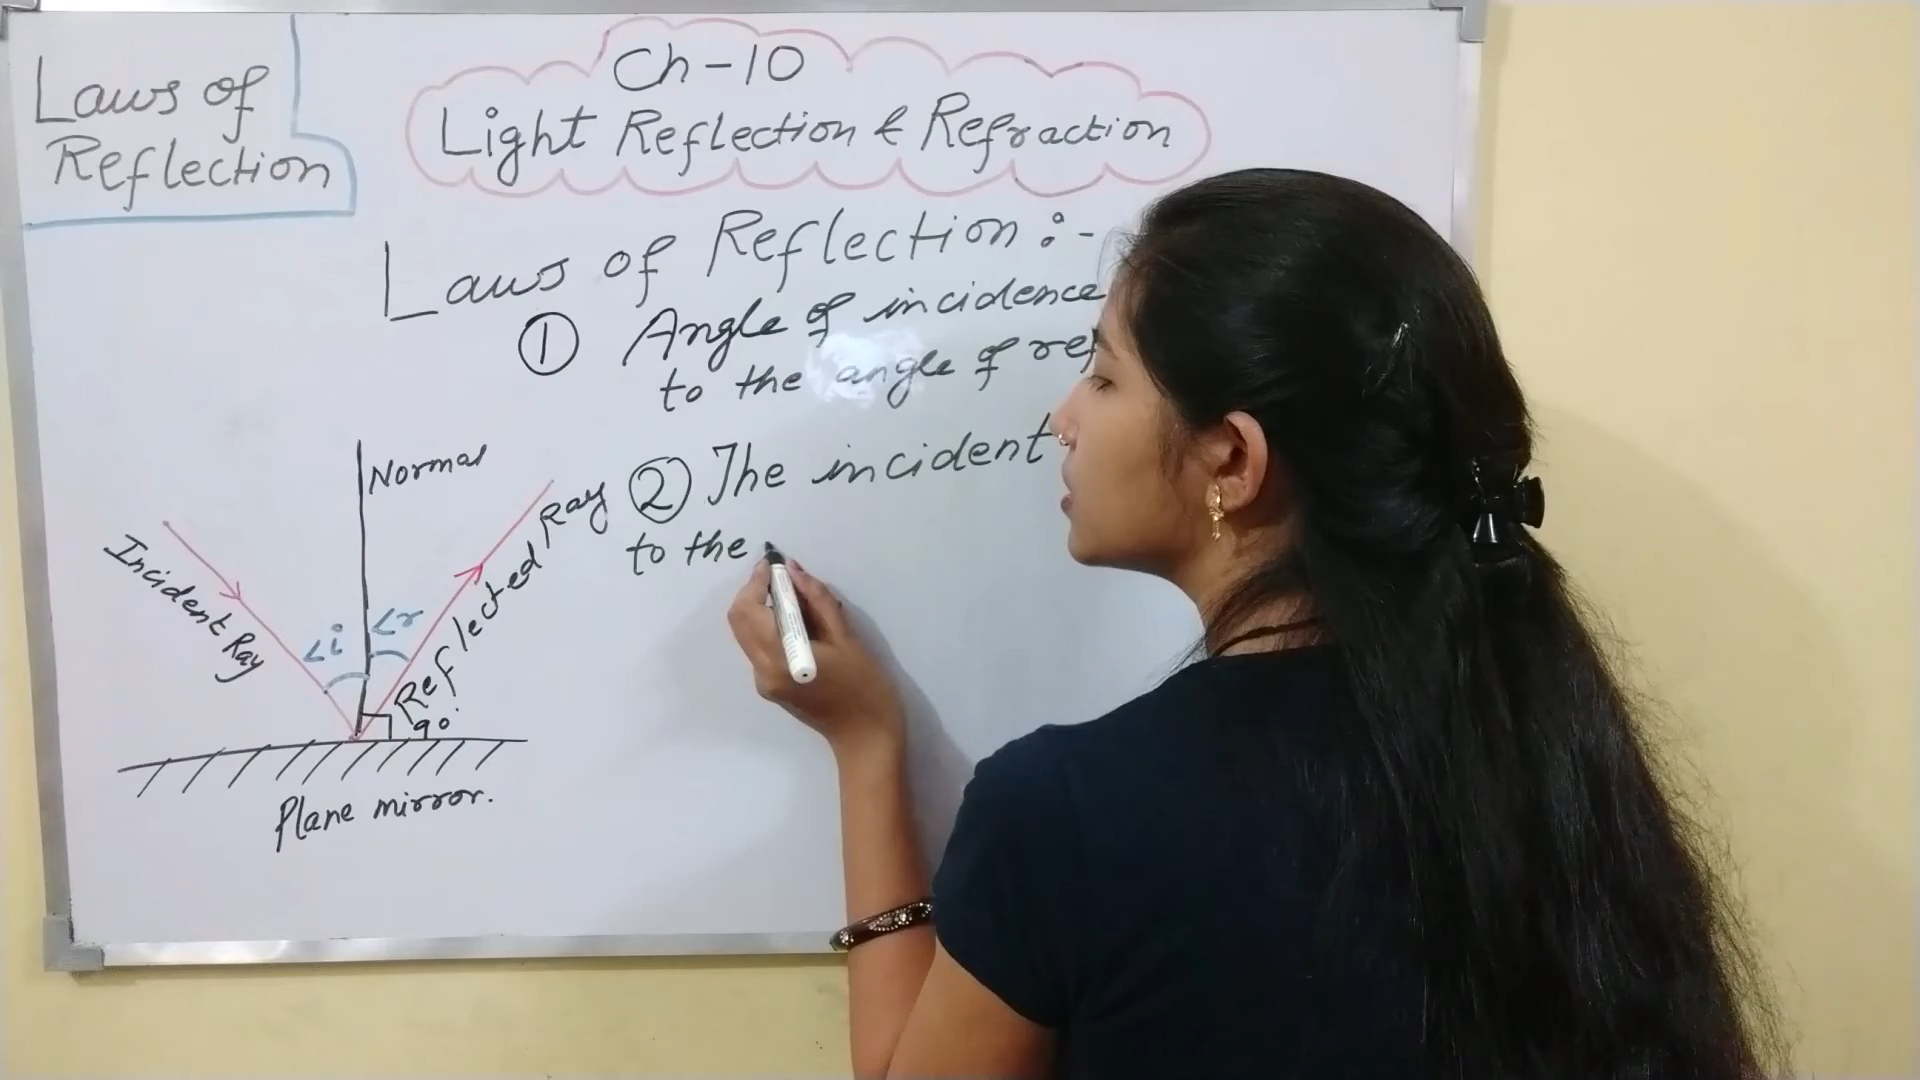 Laws of
Reflection
Ch-10
Light Reflection & Refraction
Laws of Reflection :-
① Angle of incidence
to the angle of ref
② The incident
to the
Normal
Incident Ray
Reflected Ray
<i
<r
90°
Plane mirror.